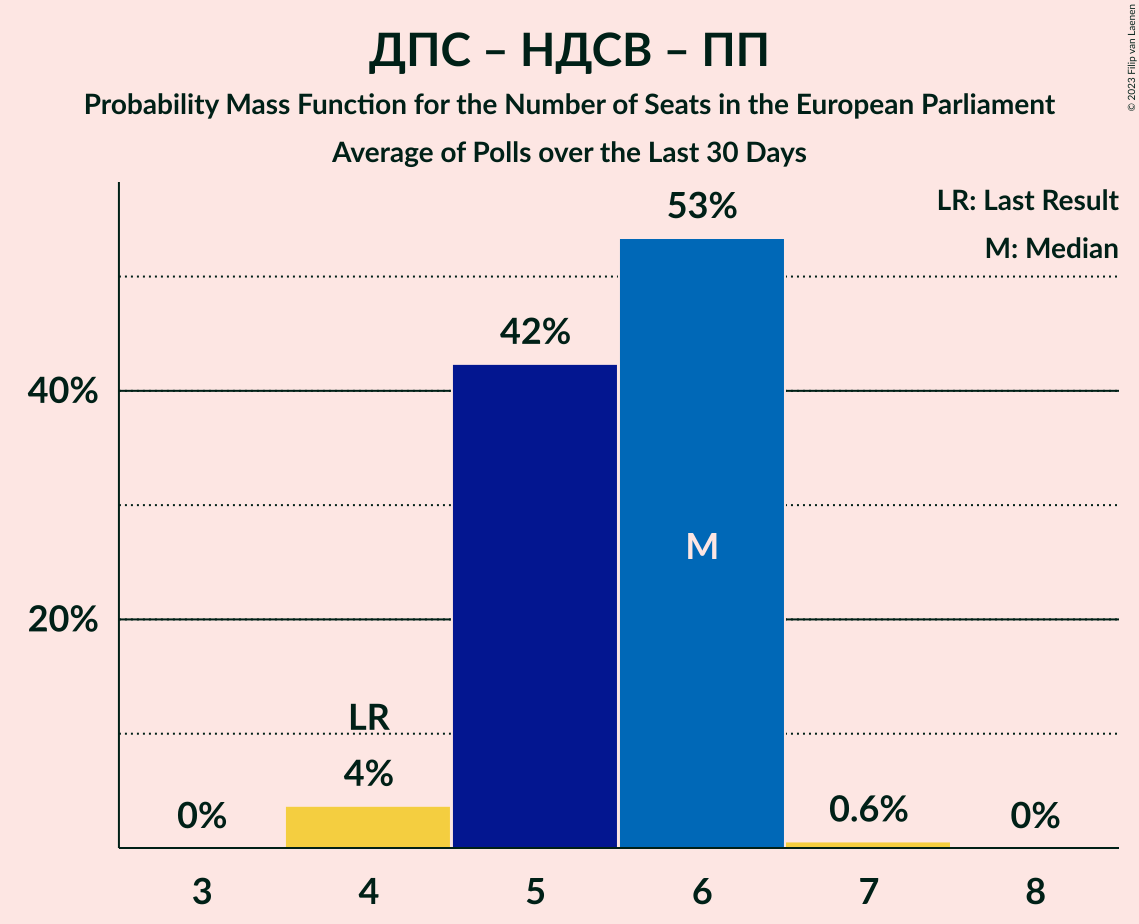 ДПС – НДСВ – ПП
Probability Mass Function for the Number of Seats in the European Parliament
Average of Polls over the Last 30 Days
© 2023 Filip van Laenen
LR: Last Result
M: Median
53%
42%
40%
M
20%
LR
4%
0%
0.6%
0%
3 4 5 6 7 8